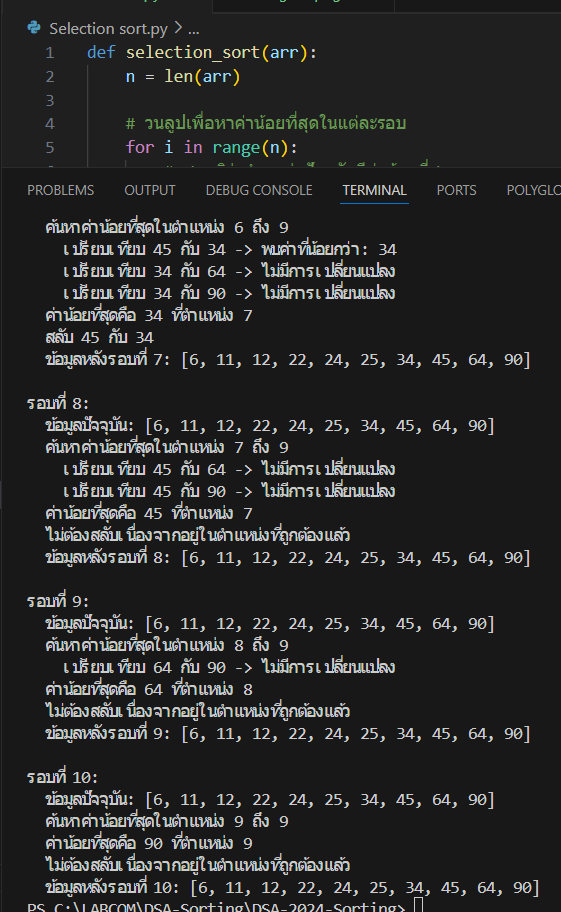 Selection sort.py > ...
1 def selection_sort(arr):
2 n = len(arr)
3
4 # วนลูปเพื่อหาค่าน้อยที่สุดในแต่ละรอบ
5 for i in range(n):
PROBLEMS OUTPUT DEBUG CONSOLE TERMINAL PORTS POLYGLO
ค้นหาค่าน้อยที่สุดในตำแหน่ง 6 ถึง 9
เปรียบเทียบ 45 กับ 34 -> พบค่าที่น้อยกว่า: 34
เปรียบเทียบ 34 กับ 64 -> ไม่มีการเปลี่ยนแปลง
เปรียบเทียบ 34 กับ 90 -> ไม่มีการเปลี่ยนแปลง
ค่าน้อยที่สุดคือ 34 ที่ตำแหน่ง 7
สลับ 45 กับ 34
ข้อมูลหลังรอบที่ 7: [6, 11, 12, 22, 24, 25, 34, 45, 64, 90]
รอบที่ 8:
ข้อมูลปัจจุบัน: [6, 11, 12, 22, 24, 25, 34, 45, 64, 90]
ค้นหาค่าน้อยที่สุดในตำแหน่ง 7 ถึง 9
เปรียบเทียบ 45 กับ 64 -> ไม่มีการเปลี่ยนแปลง
เปรียบเทียบ 45 กับ 90 -> ไม่มีการเปลี่ยนแปลง
ค่าน้อยที่สุดคือ 45 ที่ตำแหน่ง 7
ไม่ต้องสลับเนื่องจากอยู่ในตำแหน่งที่ถูกต้องแล้ว
ข้อมูลหลังรอบที่ 8: [6, 11, 12, 22, 24, 25, 34, 45, 64, 90]
รอบที่ 9:
ข้อมูลปัจจุบัน: [6, 11, 12, 22, 24, 25, 34, 45, 64, 90]
ค้นหาค่าน้อยที่สุดในตำแหน่ง 8 ถึง 9
เปรียบเทียบ 64 กับ 90 -> ไม่มีการเปลี่ยนแปลง
ค่าน้อยที่สุดคือ 64 ที่ตำแหน่ง 8
ไม่ต้องสลับเนื่องจากอยู่ในตำแหน่งที่ถูกต้องแล้ว
ข้อมูลหลังรอบที่ 9: [6, 11, 12, 22, 24, 25, 34, 45, 64, 90]
รอบที่ 10:
ข้อมูลปัจจุบัน: [6, 11, 12, 22, 24, 25, 34, 45, 64, 90]
ค้นหาค่าน้อยที่สุดในตำแหน่ง 9 ถึง 9
ค่าน้อยที่สุดคือ 90 ที่ตำแหน่ง 9
ไม่ต้องสลับเนื่องจากอยู่ในตำแหน่งที่ถูกต้องแล้ว
ข้อมูลหลังรอบที่ 10: [6, 11, 12, 22, 24, 25, 34, 45, 64, 90]
PS C:\LABCOM\DSA-Sorting\DSA-2024-Sorting>